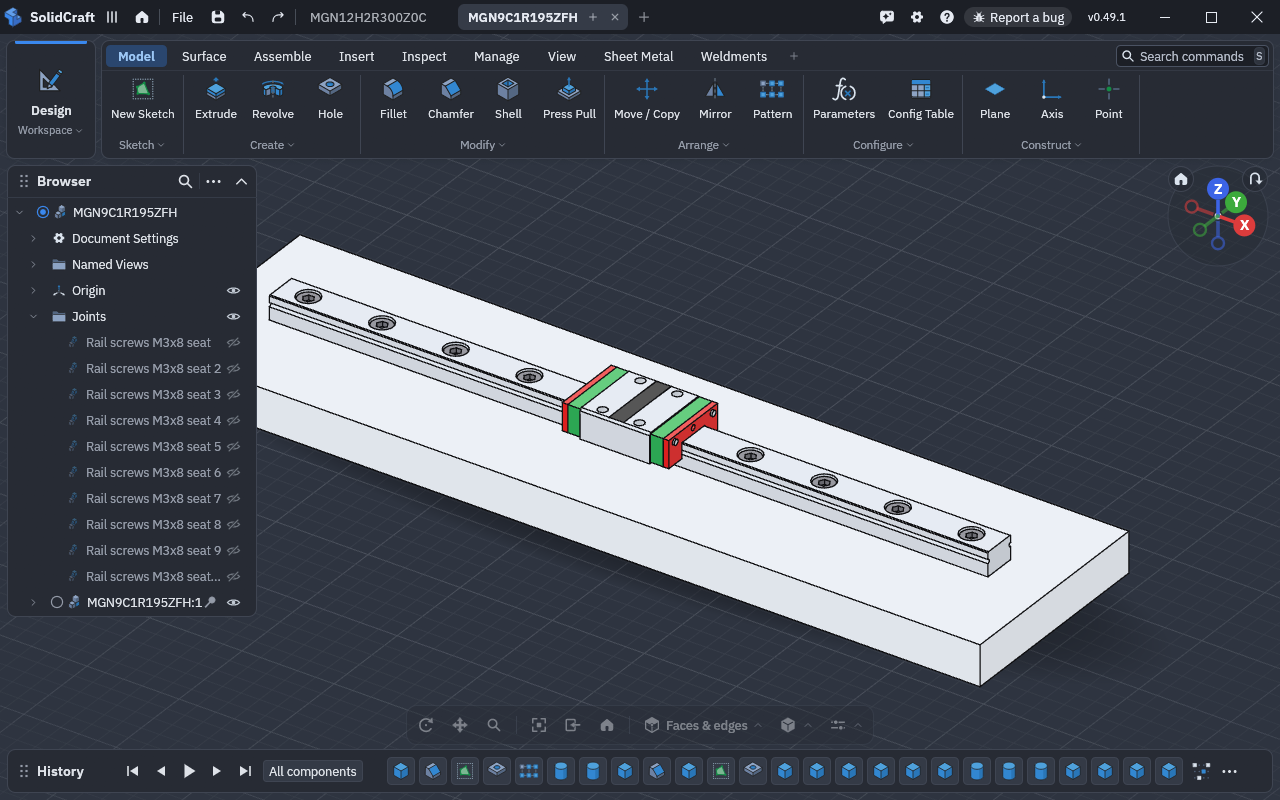 SolidCraft
File
MGN12H2R300Z0C
MGN9C1R195ZFH
Report a bug
v0.49.1
Design
Workspace
Model
Surface
Assemble
Insert
Inspect
Manage
View
Sheet Metal
Weldments
Search commands
S
New Sketch
Extrude
Revolve
Hole
Fillet
Chamfer
Shell
Press Pull
Move / Copy
Mirror
Pattern
Parameters
Config Table
Plane
Axis
Point
Sketch
Create
Modify
Arrange
Configure
Construct
Browser
MGN9C1R195ZFH
Document Settings
Named Views
Origin
Joints
Rail screws M3x8 seat
Rail screws M3x8 seat 2
Rail screws M3x8 seat 3
Rail screws M3x8 seat 4
Rail screws M3x8 seat 5
Rail screws M3x8 seat 6
Rail screws M3x8 seat 7
Rail screws M3x8 seat 8
Rail screws M3x8 seat 9
Rail screws M3x8 seat...
MGN9C1R195ZFH:1
Z
Y
X
Faces & edges
History
All components